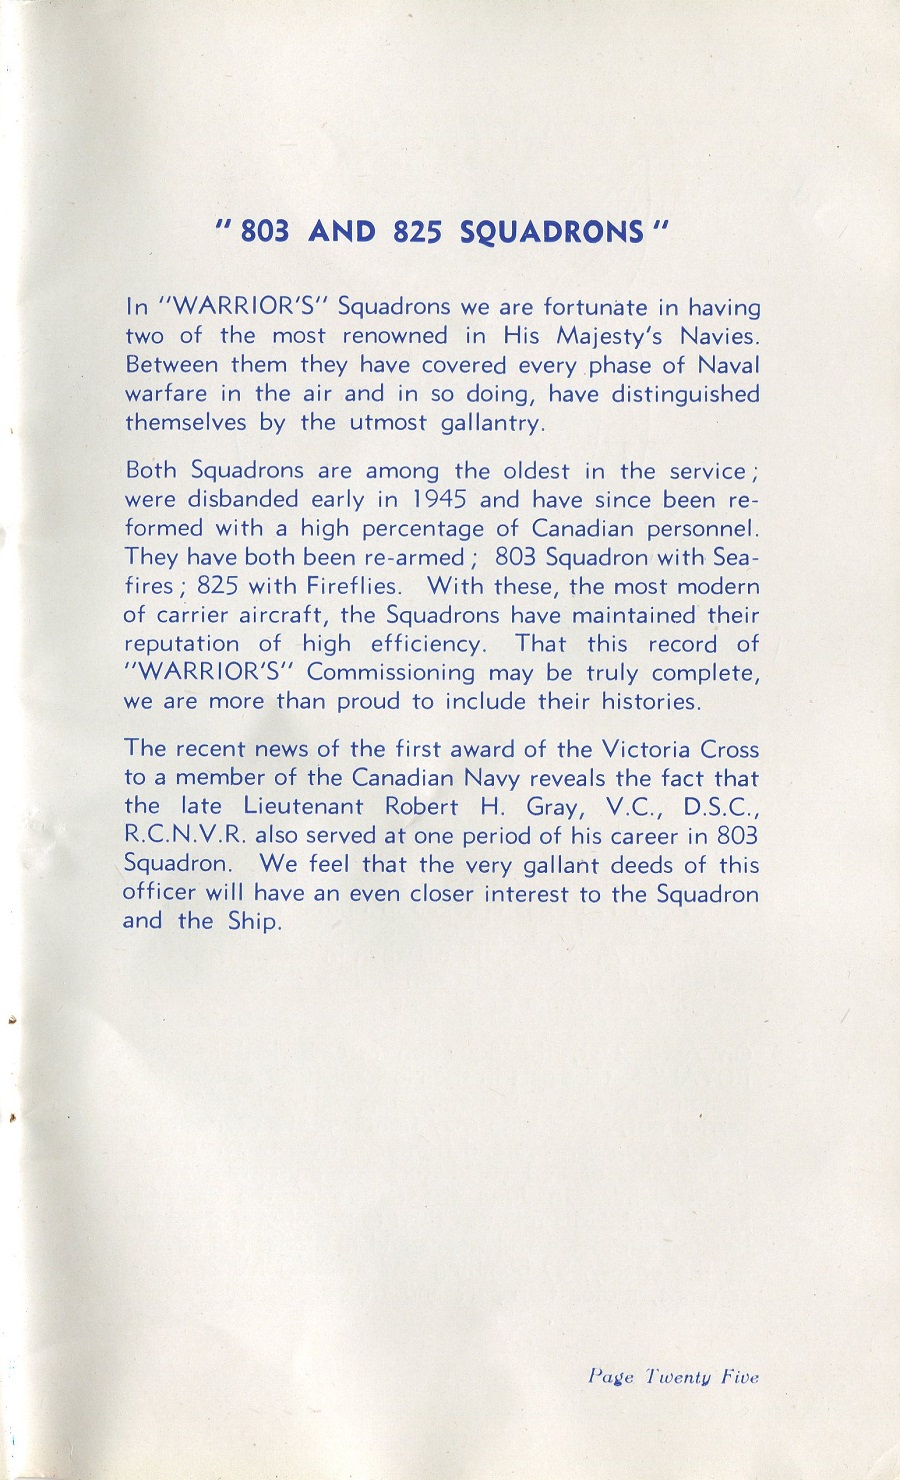 " 803 AND 825 SQUADRONS "
In "WARRIOR'S" Squadrons we are fortunate in having
two of the most renowned in His Majesty's Navies.
Between them they have covered every phase of Naval
warfare in the air and in so doing, have distinguished
themselves by the utmost gallantry.
Both Squadrons are among the oldest in the service ;
were disbanded early in 1945 and have since been re-
formed with a high percentage of Canadian personnel.
They have both been re-armed ; 803 Squadron with Sea-
fires ; 825 with Fireflies. With these, the most modern
of carrier aircraft, the Squadrons have maintained their
reputation of high efficiency. That this record of
"WARRIOR'S" Commissioning may be truly complete,
we are more than proud to include their histories.
The recent news of the first award of the Victoria Cross
to a member of the Canadian Navy reveals the fact that
the late Lieutenant Robert H. Gray, V.C., D.S.C.,
R.C.N.V.R. also served at one period of his career in 803
Squadron. We feel that the very gallant deeds of this
officer will have an even closer interest to the Squadron
and the Ship.
Page Twenty Five